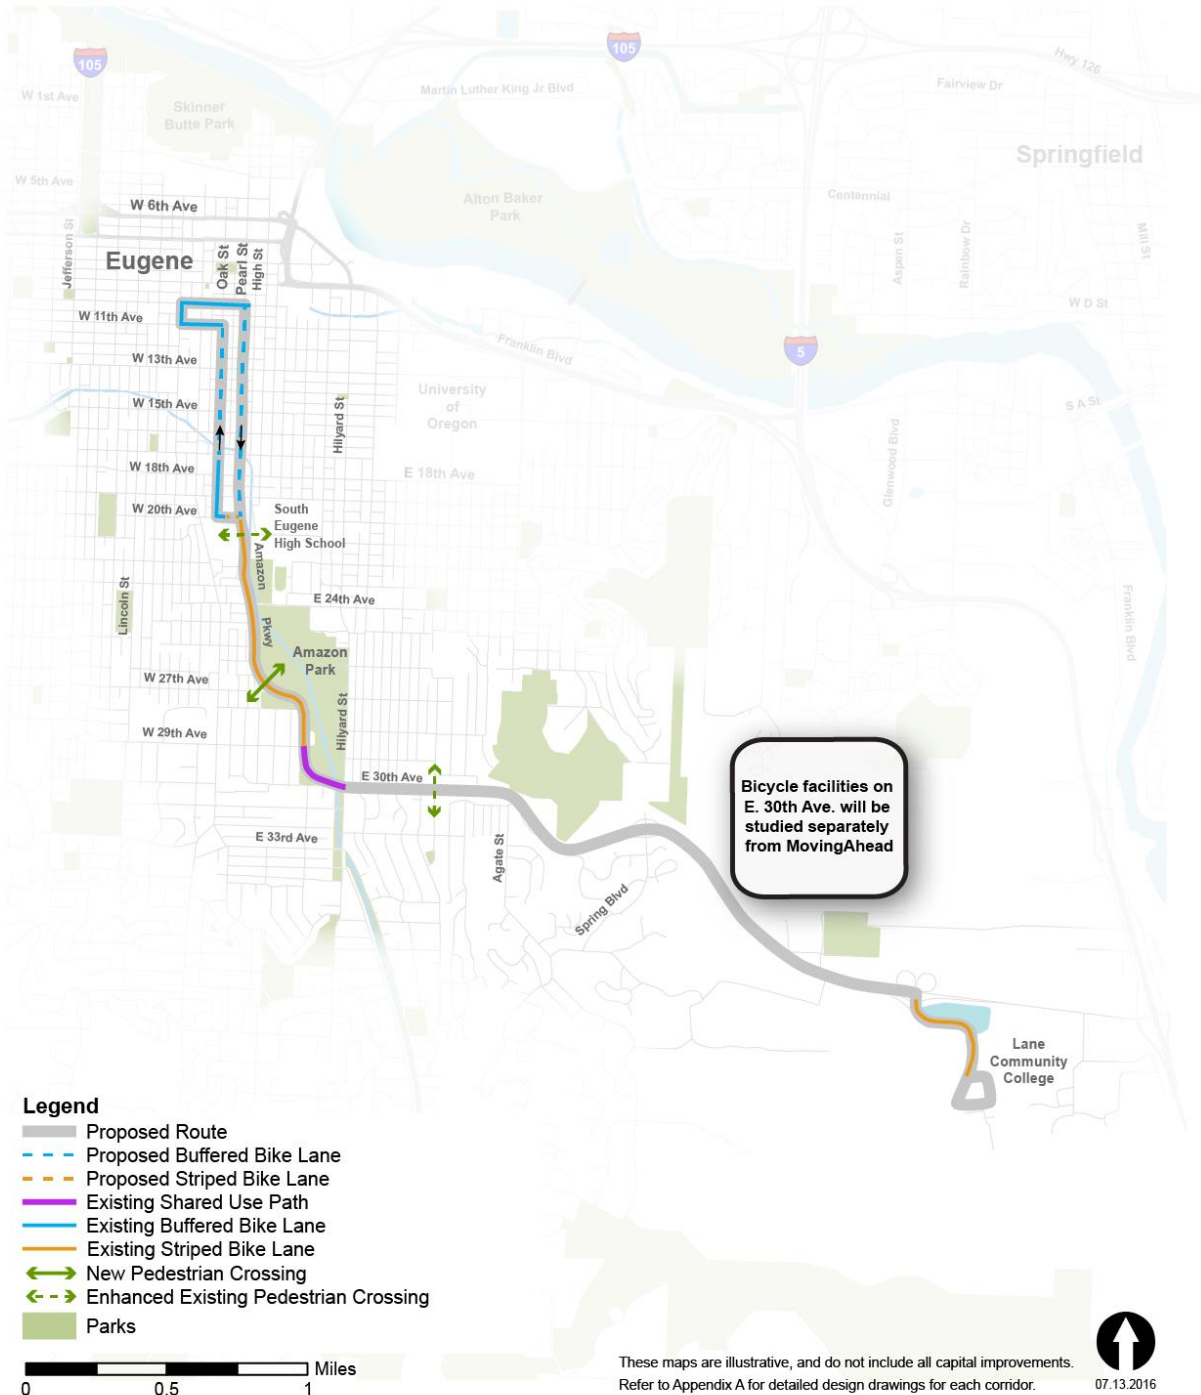 105
105
Hwy 126
W 1st Ave
Martin Luther King Jr Blvd
Fairview Dr
Skinner
Butte Park
Springfield
W 5th Ave
Centennial
Alton Baker
Park
W 6th Ave
Jefferson St
Eugene
Oak St
Pearl St
High St
Aspen St
Rainbow Dr
Mill St
W D St
W 11th Ave
Franklin Blvd
5
W 13th Ave
University
of
Oregon
W 15th Ave
Hilyard St
S A St
Glenwood Blvd
W 18th Ave
E 18th Ave
W 20th Ave
South
Eugene
High School
Amazon
Pkwy
Lincoln St
E 24th Ave
Franklin Blvd
Amazon
Park
W 27th Ave
Hilyard St
W 29th Ave
E 30th Ave
Bicycle facilities on
E. 30th Ave. will be
studied separately
from MovingAhead
E 33rd Ave
Agate St
Spring Blvd
Lane
Community
College
Legend
Proposed Route
Proposed Buffered Bike Lane
Proposed Striped Bike Lane
Existing Shared Use Path
Existing Buffered Bike Lane
Existing Striped Bike Lane
New Pedestrian Crossing
Enhanced Existing Pedestrian Crossing
Parks
Miles
0 0.5 1
These maps are illustrative, and do not include all capital improvements.
Refer to Appendix A for detailed design drawings for each corridor.
07.13.2016